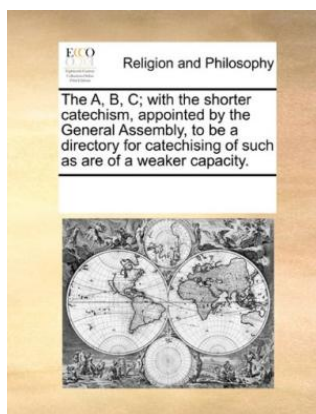 ECCO
Religion and Philosophy
The A, B, C; with the shorter
catechism, appointed by the
General Assembly, to be a
directory for catechising of such
as are of a weaker capacity.